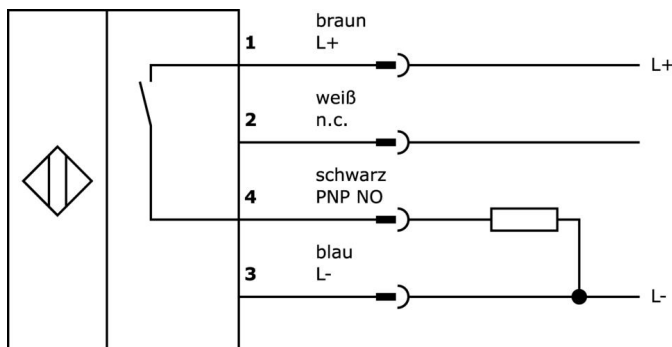 braun
1 L+
L+
weiß
2 n.c.
schwarz
4 PNP NO
blau
3 L-
L-